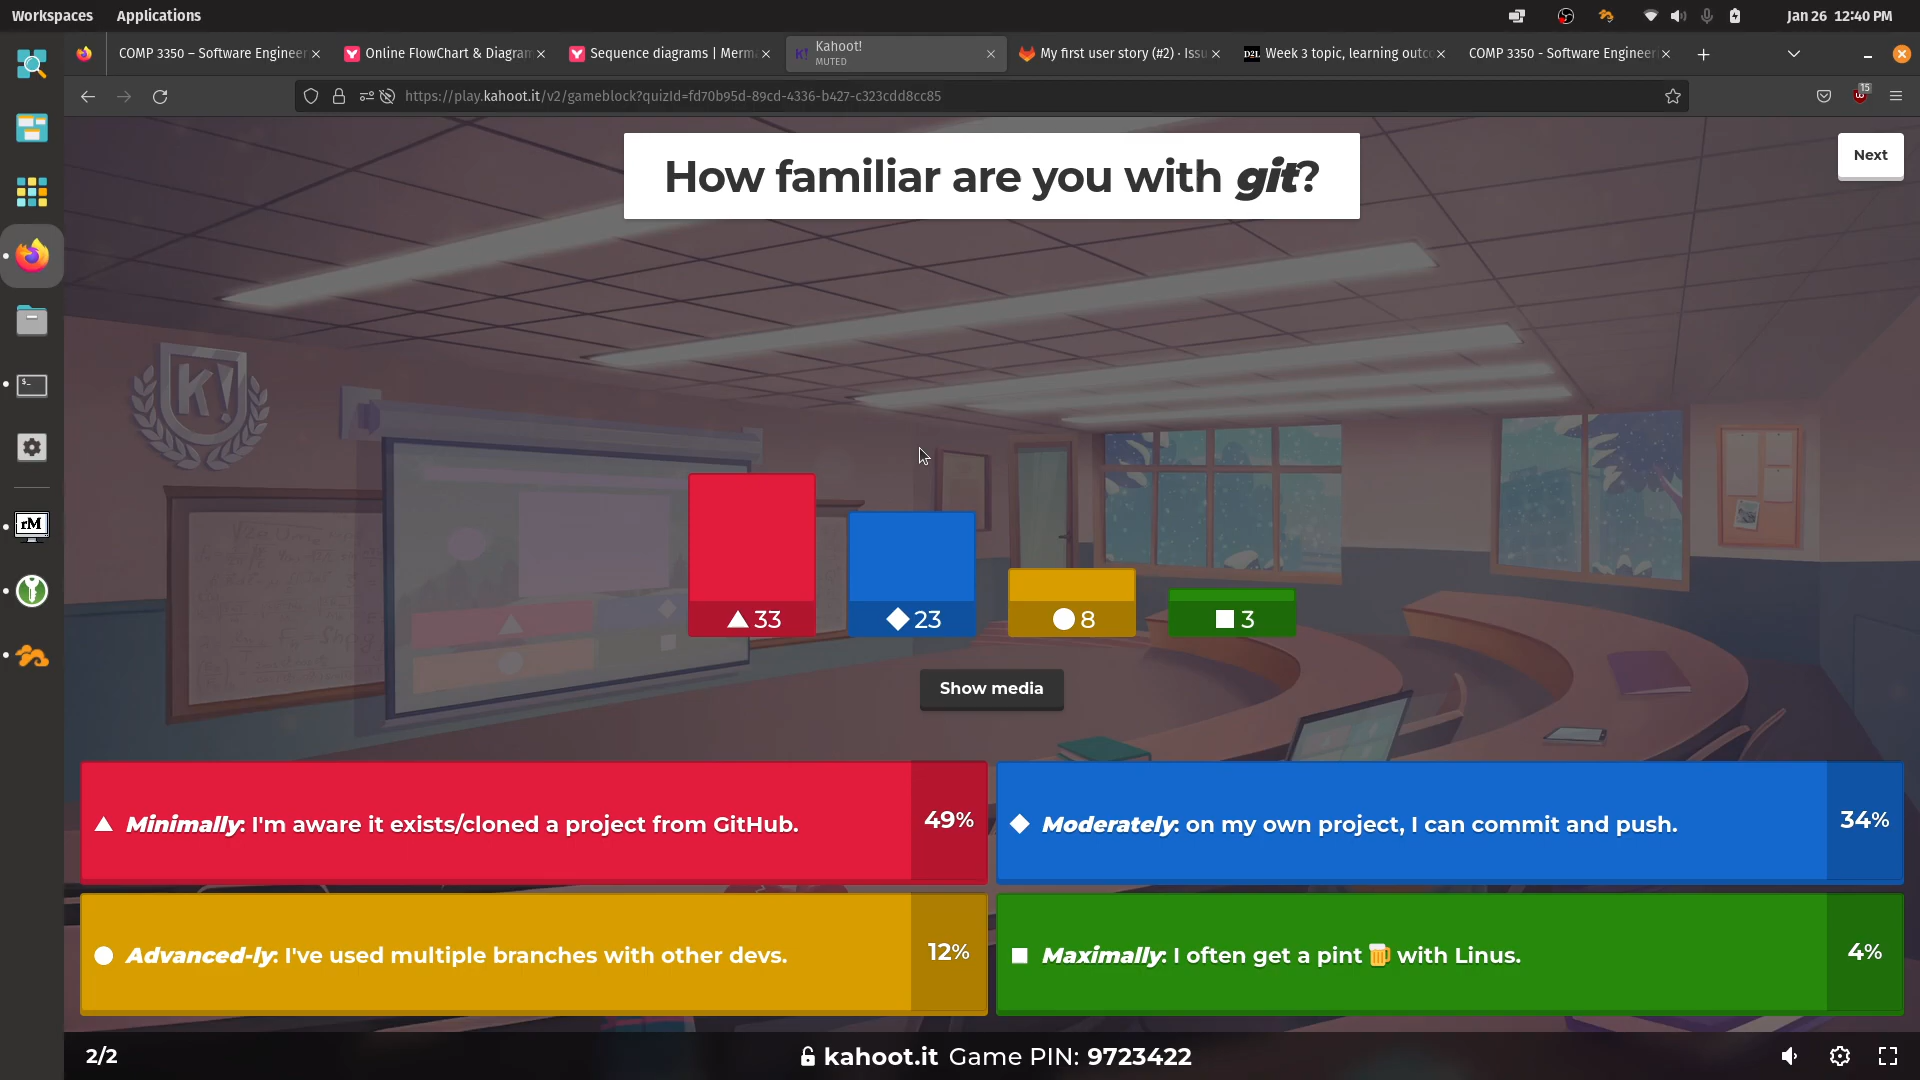 Workspaces Applications Jan 26 12:40 PM
COMP 3350 – Software Engineer
Online FlowChart & Diagram
Sequence diagrams | Merm
Kahoot!
MUTED
My first user story (#2) · Issu
D2L Week 3 topic, learning outc
COMP 3350 - Software Engineer
https://play.kahoot.it/v2/gameblock?quizId=fd70b95d-89cd-4336-b427-c323cdd8cc85
15
How familiar are you with git?
Next
K!
$_
rM
33
23
8
3
Show media
Minimally: I'm aware it exists/cloned a project from GitHub.
49%
Moderately: on my own project, I can commit and push.
34%
Advanced-ly: I've used multiple branches with other devs.
12%
Maximally: I often get a pint 🍺 with Linus.
4%
2/2
kahoot.it Game PIN: 9723422